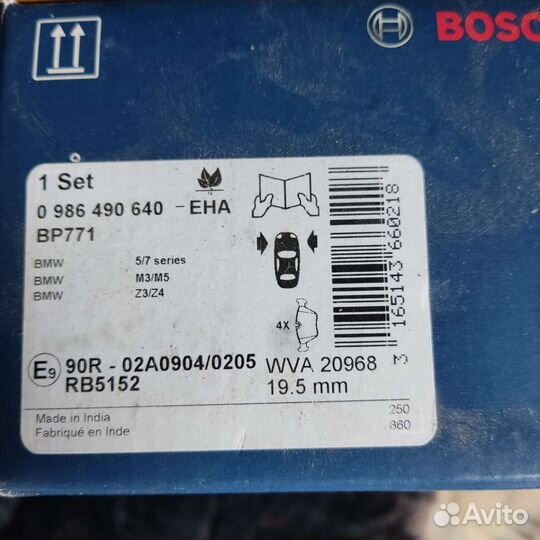 BOSC
1 Set
0 986 490 640 - EHA
BP771
BMW 5/7 series
BMW M3/M5
BMW Z3/Z4
4X
E9 90R - 02A0904/0205 WVA 20968
RB5152 19.5 mm
Made in India 250
Fabriqué en Inde 860
3 165143 660218
Avito